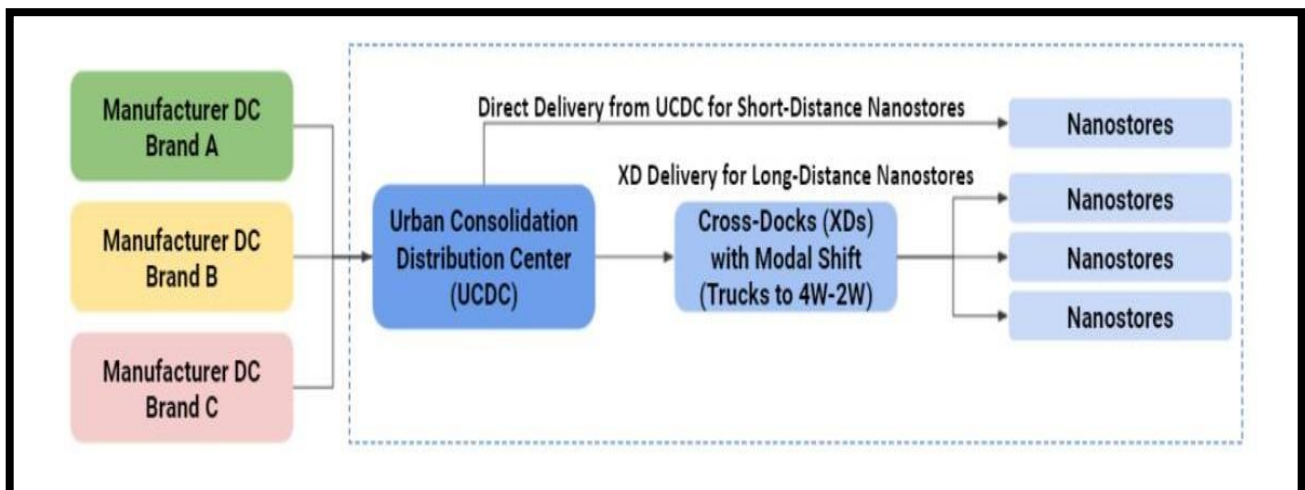 Manufacturer DC
Brand A
Manufacturer DC
Brand B
Manufacturer DC
Brand C
Urban Consolidation
Distribution Center
(UCDC)
Direct Delivery from UCDC for Short-Distance Nanostores
XD Delivery for Long-Distance Nanostores
Cross-Docks (XDs)
with Modal Shift
(Trucks to 4W-2W)
Nanostores
Nanostores
Nanostores
Nanostores